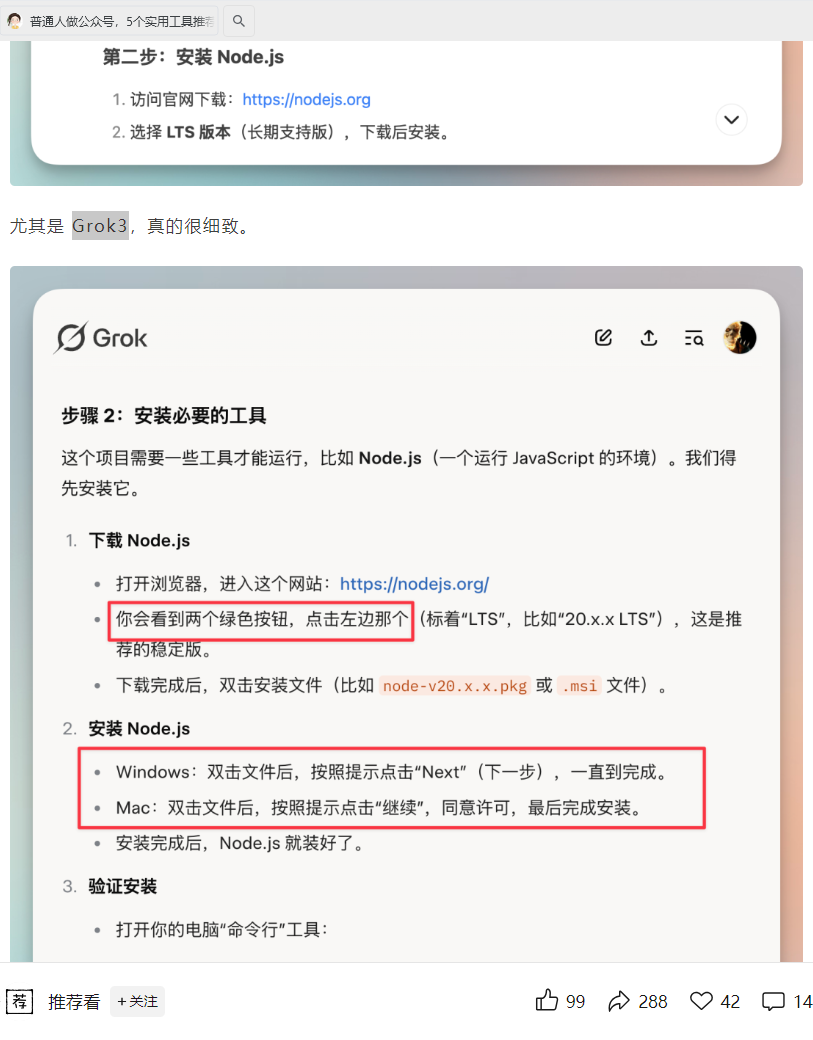 普通人做公众号，5个实用工具推荐
第二步：安装 Node.js
1. 访问官网下载：https://nodejs.org
2. 选择 LTS 版本（长期支持版），下载后安装。
尤其是 Grok3，真的很细致。
Grok
步骤 2：安装必要的工具
这个项目需要一些工具才能运行，比如 Node.js（一个运行 JavaScript 的环境）。我们得
先安装它。
1. 下载 Node.js
• 打开浏览器，进入这个网站：https://nodejs.org/
• 你会看到两个绿色按钮，点击左边那个（标着“LTS”，比如“20.x.x LTS”），这是推
荐的稳定版。
• 下载完成后，双击安装文件（比如 node-v20.x.x.pkg 或 .msi 文件）。
2. 安装 Node.js
• Windows：双击文件后，按照提示点击“Next”（下一步），一直到完成。
• Mac：双击文件后，按照提示点击“继续”，同意许可，最后完成安装。
• 安装完成后，Node.js 就装好了。
3. 验证安装
• 打开你的电脑“命令行”工具：
荐 推荐看 +关注 99 288 42 14